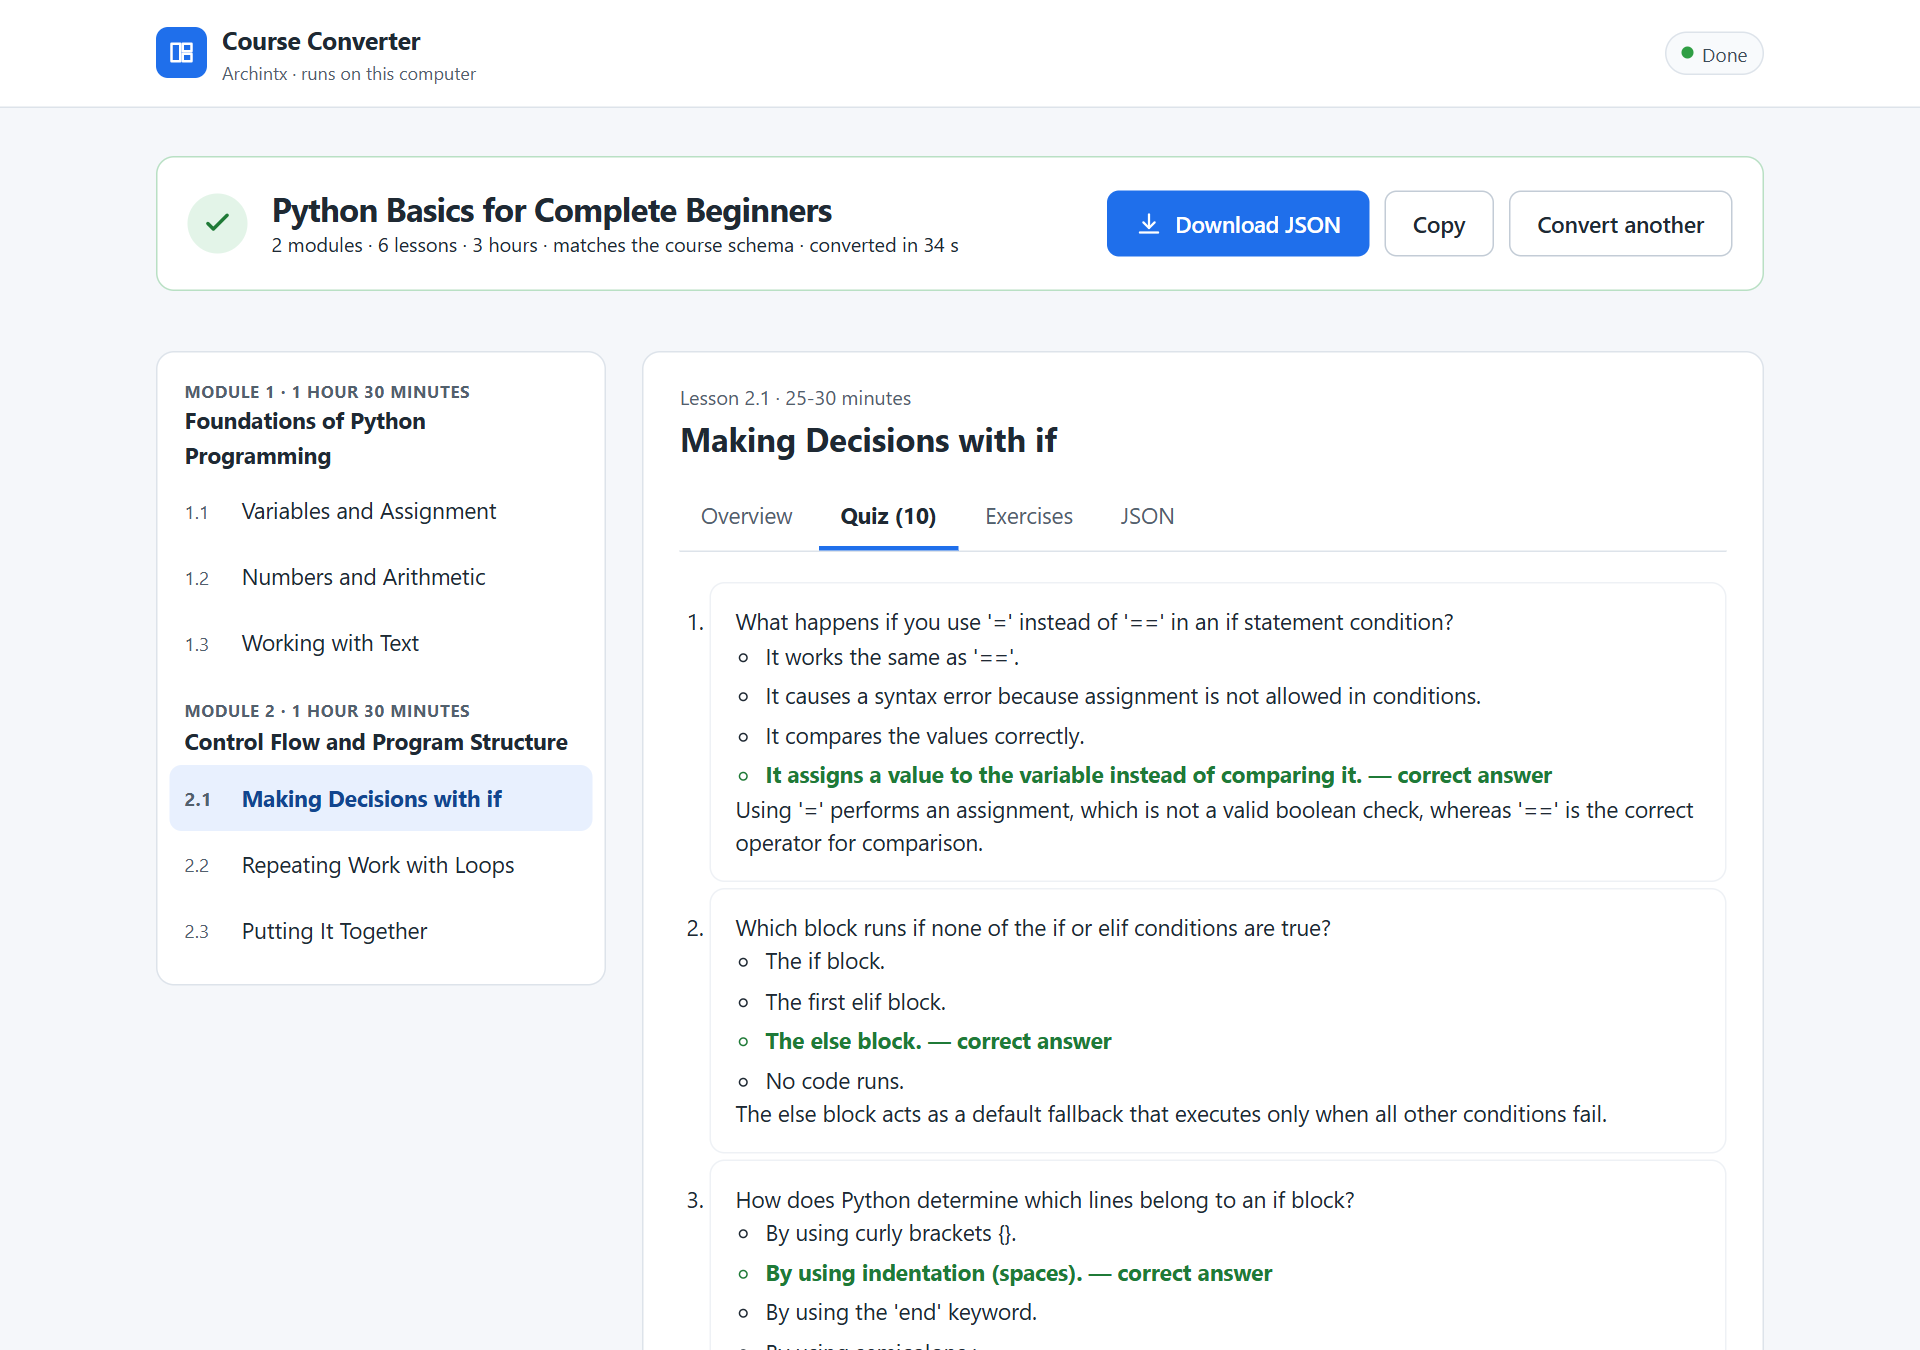 Course Converter
Archintx · runs on this computer
Done
Python Basics for Complete Beginners
2 modules · 6 lessons · 3 hours · matches the course schema · converted in 34 s
Download JSON
Copy
Convert another
MODULE 1 · 1 HOUR 30 MINUTES
Foundations of Python
Programming
1.1 Variables and Assignment
1.2 Numbers and Arithmetic
1.3 Working with Text
MODULE 2 · 1 HOUR 30 MINUTES
Control Flow and Program Structure
2.1 Making Decisions with if
2.2 Repeating Work with Loops
2.3 Putting It Together
Lesson 2.1 · 25-30 minutes
Making Decisions with if
Overview Quiz (10) Exercises JSON
1. What happens if you use '=' instead of '==' in an if statement condition?
It works the same as '=='.
It causes a syntax error because assignment is not allowed in conditions.
It compares the values correctly.
It assigns a value to the variable instead of comparing it. — correct answer
Using '=' performs an assignment, which is not a valid boolean check, whereas '==' is the correct
operator for comparison.
2. Which block runs if none of the if or elif conditions are true?
The if block.
The first elif block.
The else block. — correct answer
No code runs.
The else block acts as a default fallback that executes only when all other conditions fail.
3. How does Python determine which lines belong to an if block?
By using curly brackets {}.
By using indentation (spaces). — correct answer
By using the 'end' keyword.